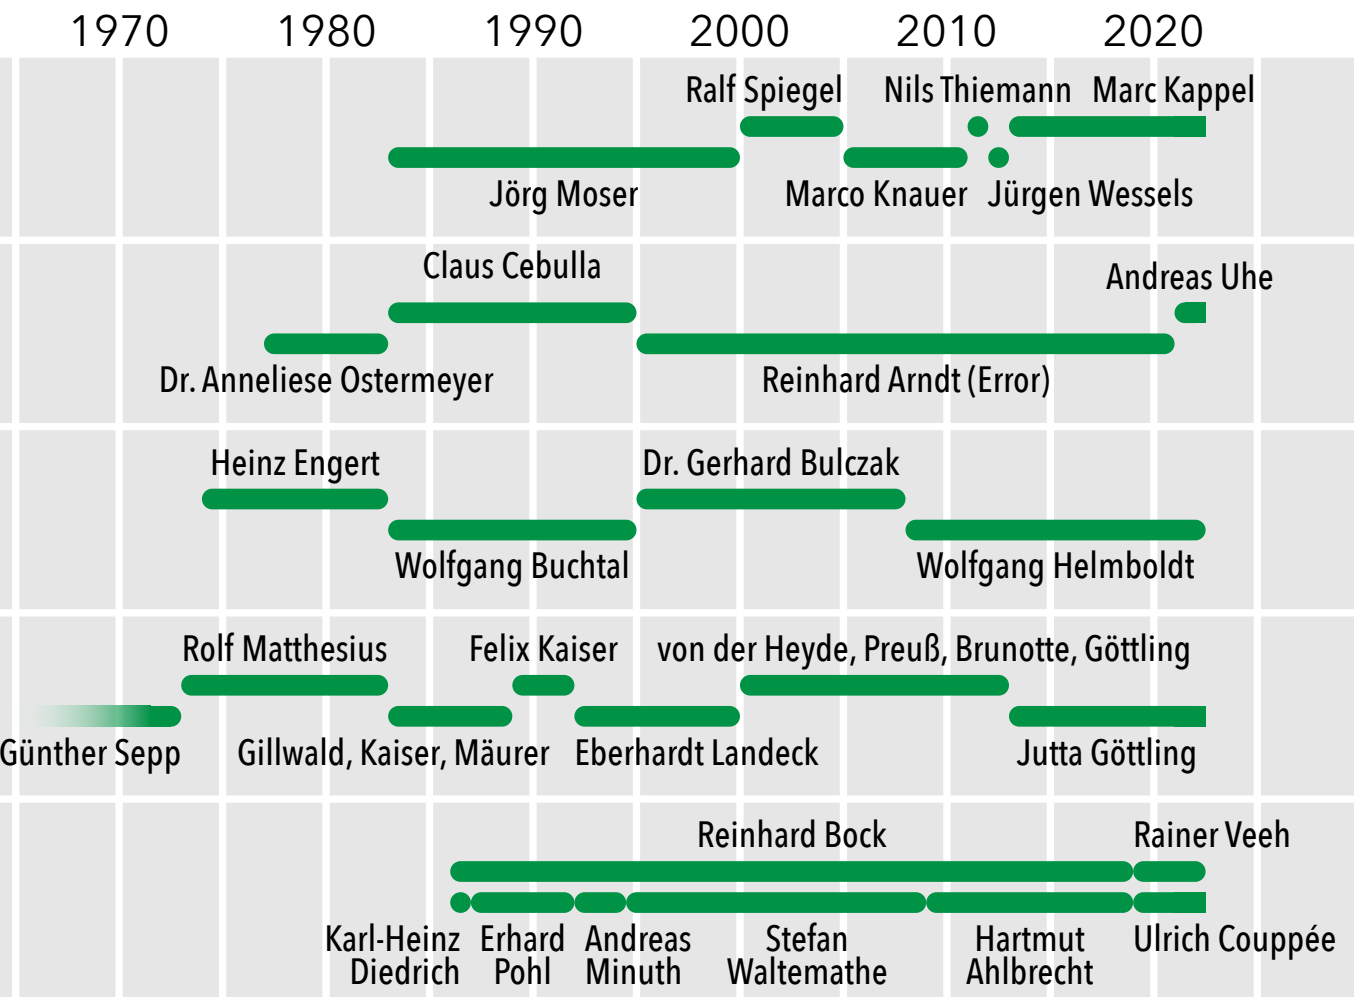 1970 1980 1990 2000 2010 2020
Ralf Spiegel Nils Thiemann Marc Kappel
Jörg Moser Marco Knauer Jürgen Wessels
Claus Cebulla Andreas Uhe
Dr. Anneliese Ostermeyer Reinhard Arndt (Error)
Heinz Engert Dr. Gerhard Bulczak
Wolfgang Buchtal Wolfgang Helmboldt
Rolf Matthesius Felix Kaiser von der Heyde, Preuß, Brunotte, Göttling
Günther Sepp Gillwald, Kaiser, Mäurer Eberhardt Landeck Jutta Göttling
Reinhard Bock Rainer Veeh
Karl-Heinz Erhard Andreas Stefan Hartmut Ulrich Couppée
Diedrich Pohl Minuth Waltemathe Ahlbrecht